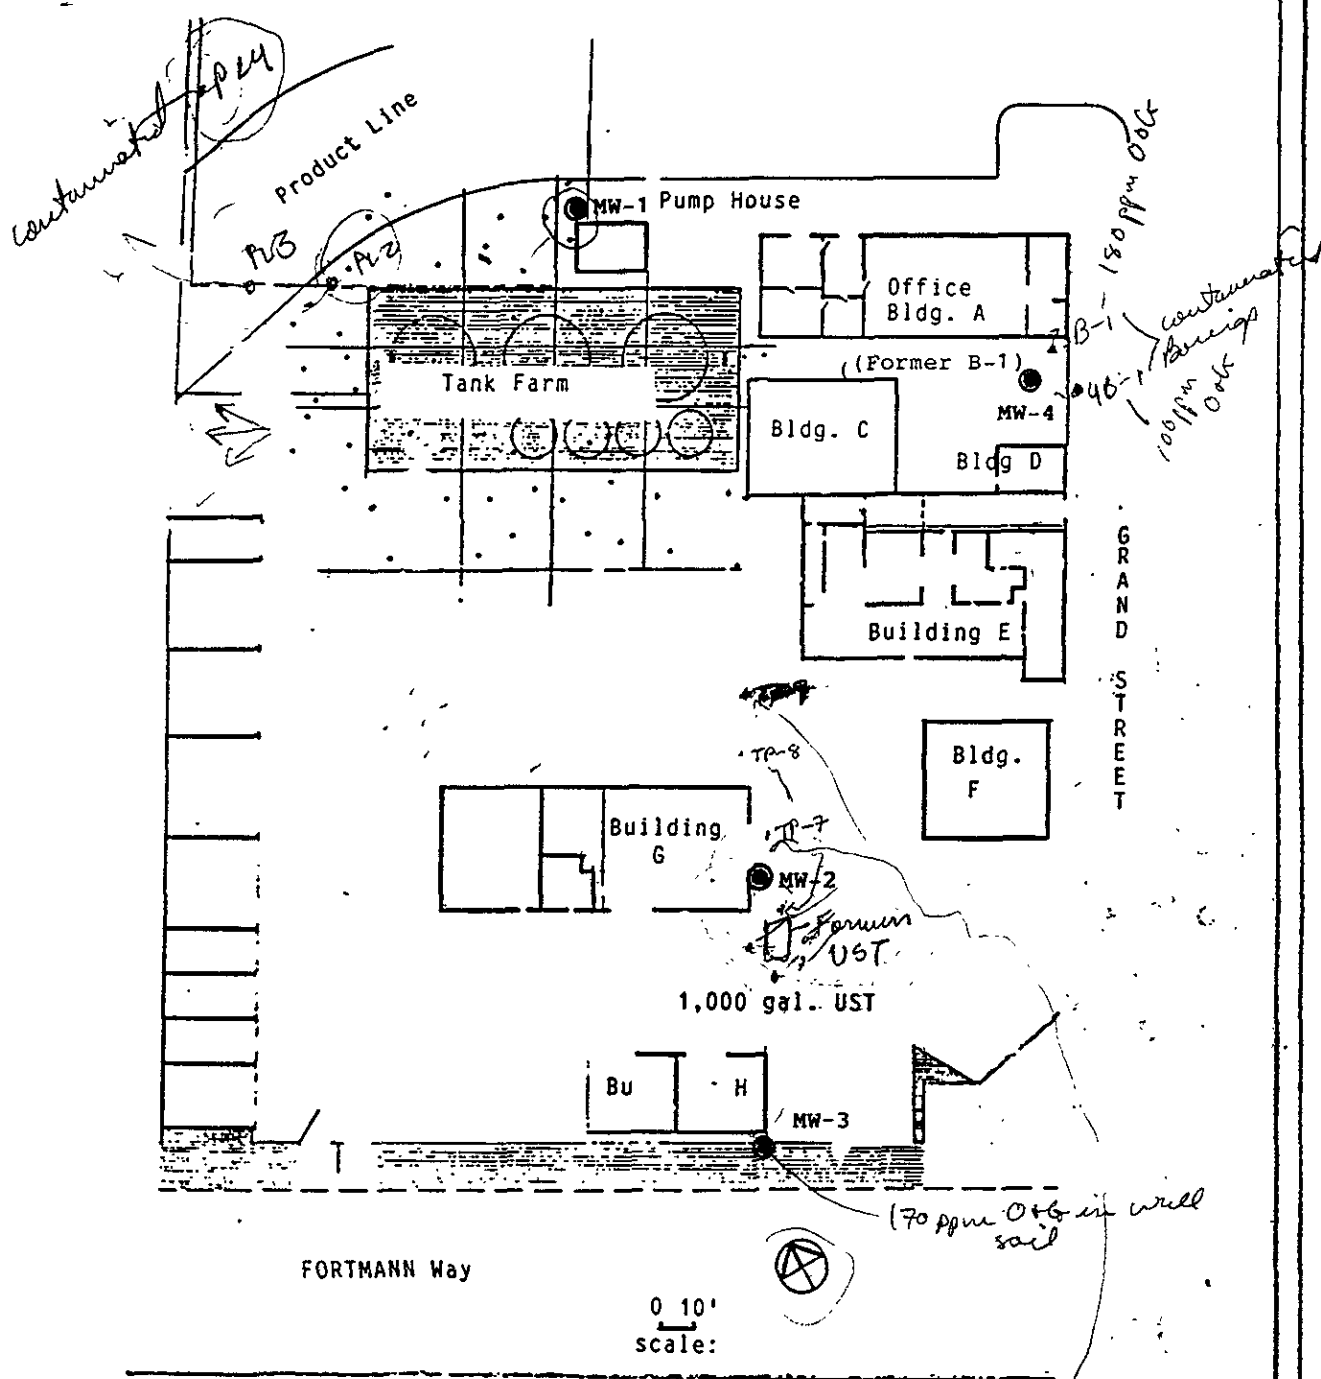 contaminated
Product Line
MW-1 Pump House
180 ppm O&G
Office
Bldg. A
B-1
contaminated
Borings
((Former B-1)
100 ppm
O&G
MW-4
Tank Farm
Bldg. C
Bldg D
GRAND STREET
Building E
Bldg.
F
TP-8
TP-7
Building
G
MW-2
Former
UST
1,000 gal. UST
Bu H
MW-3
170 ppm O&G in well
soil
FORTMANN Way
0 10'
scale: